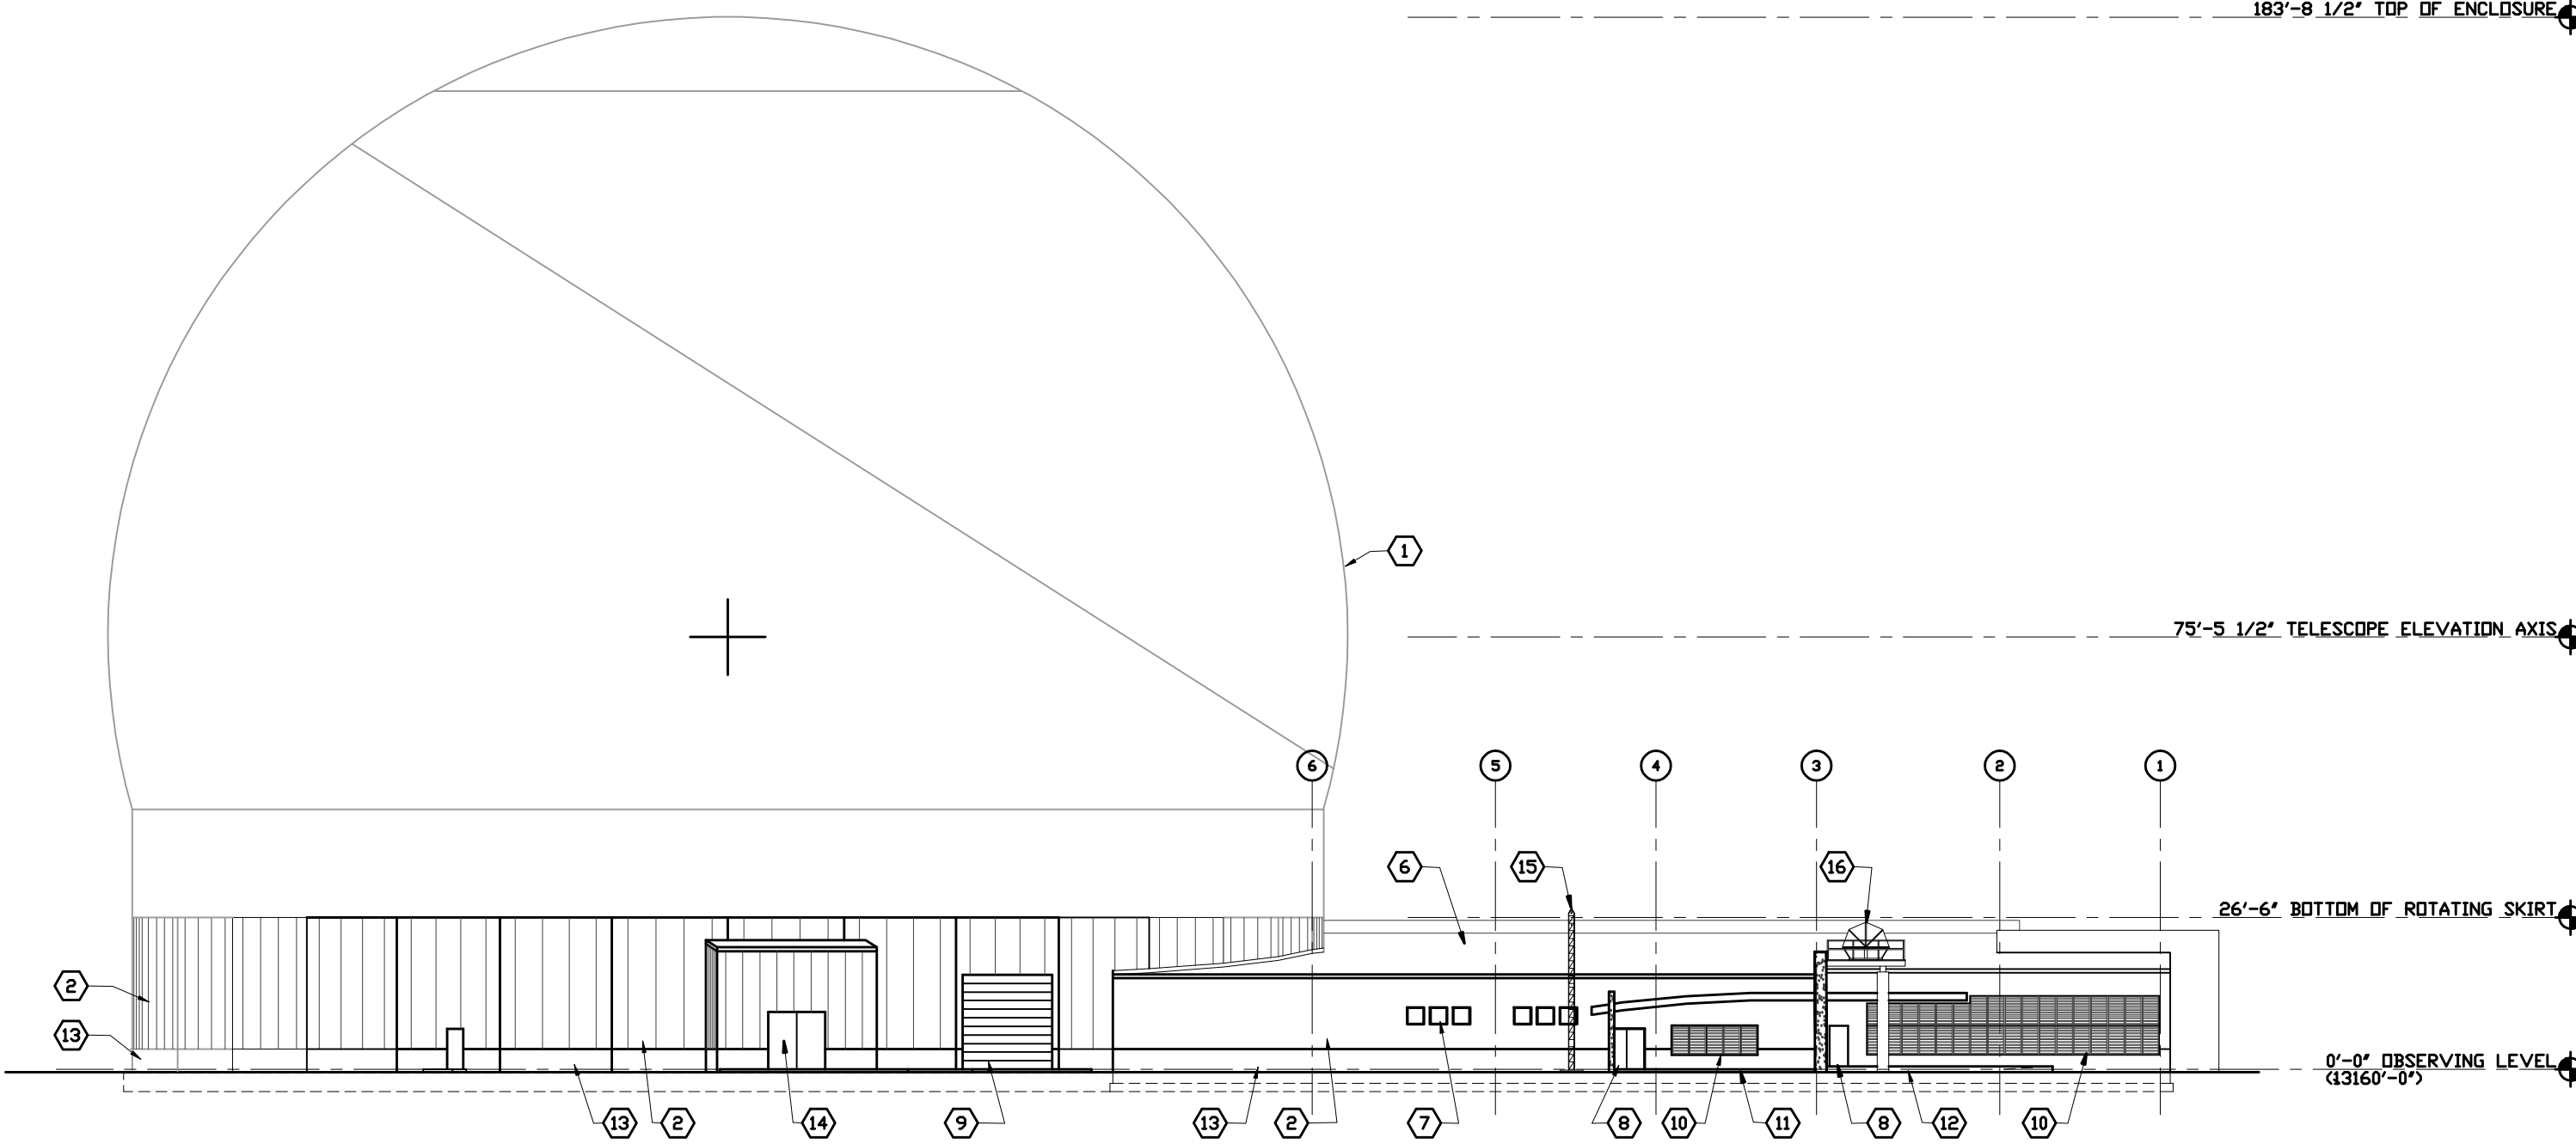 183'-8 1/2" TOP OF ENCLOSURE
1
75'-5 1/2" TELESCOPE ELEVATION AXIS
6 5 4 3 2 1
6 15 16
26'-6" BOTTOM OF ROTATING SKIRT
2
13
0'-0" OBSERVING LEVEL
(13160'-0")
13 2 14 9 13 2 7 8 10 11 8 12 10